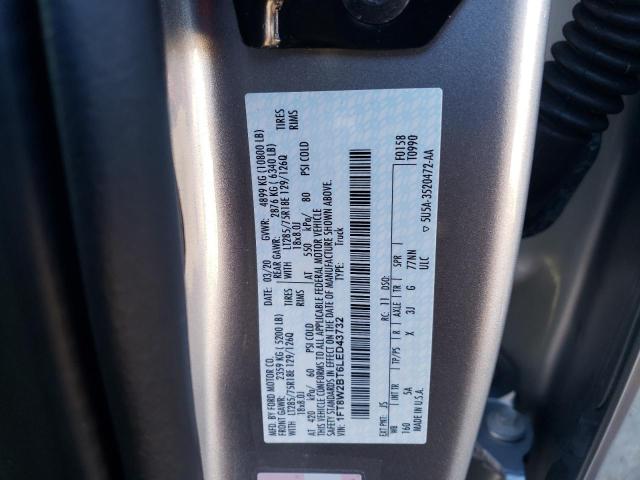 MFD. BY FORD MOTOR CO.
DATE: 03/20 GVWR: 4899 KG (10800 LB)
FRONT GAWR: 2359 KG (5200 LB) REAR GAWR: 2876 KG (6340 LB)
WITH LT285/75R18E 129/126Q TIRES WITH LT285/75R18E 129/126Q TIRES
18x8.0J RIMS 18x8.0J RIMS
AT 420 kPa/ 60 PSI COLD AT 550 kPa/ 80 PSI COLD
THIS VEHICLE CONFORMS TO ALL APPLICABLE FEDERAL MOTOR VEHICLE
SAFETY STANDARDS IN EFFECT ON THE DATE OF MANUFACTURE SHOWN ABOVE.
VIN: 1FT8W2BT6LED43732 TYPE: Truck
F0158
T0990
EXT PNT: J5 RC: 11 DSO:
WB INT TR TP/PS R AXLE TR SPR
160 5A X 3J G 77NN
ULC
5U5A-3520472-AA